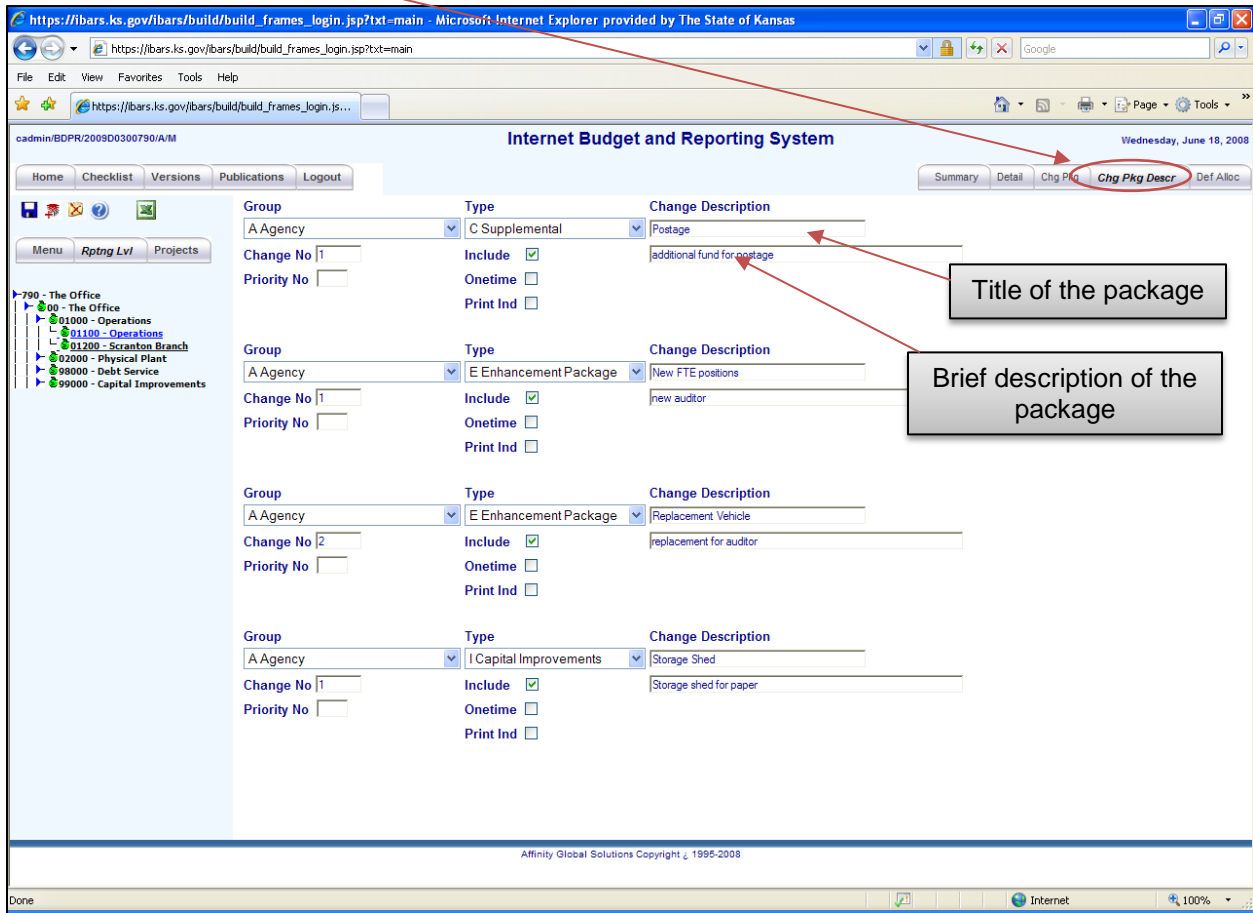 https://ibars.ks.gov/ibars/build/build_frames_login.jsp?txt=main - Microsoft Internet Explorer provided by The State of Kansas
https://ibars.ks.gov/ibars/build/build_frames_login.jsp?txt=main Google
File Edit View Favorites Tools Help
https://ibars.ks.gov/ibars/build/build_frames_login.js... Page Tools
cadmin/BDPR/2009D0300790/A/M Internet Budget and Reporting System Wednesday, June 18, 2008
Home Checklist Versions Publications Logout Summary Detail Chg Pkg Chg Pkg Descr Def Alloc
Menu Rptng Lvl Projects
790 - The Office
00 - The Office
01000 - Operations
01100 - Operations
01200 - Scranton Branch
02000 - Physical Plant
98000 - Debt Service
99000 - Capital Improvements
Group Type Change Description
A Agency C Supplemental Postage
Change No 1 Include additional fund for postage
Priority No Onetime
Print Ind
Title of the package
Group Type Change Description
A Agency E Enhancement Package New FTE positions
Change No 1 Include new auditor
Priority No Onetime
Print Ind
Brief description of the
package
Group Type Change Description
A Agency E Enhancement Package Replacement Vehicle
Change No 2 Include replacement for auditor
Priority No Onetime
Print Ind
Group Type Change Description
A Agency I Capital Improvements Storage Shed
Change No 1 Include Storage shed for paper
Priority No Onetime
Print Ind
Affinity Global Solutions Copyright ¿ 1995-2008
Done Internet 100%